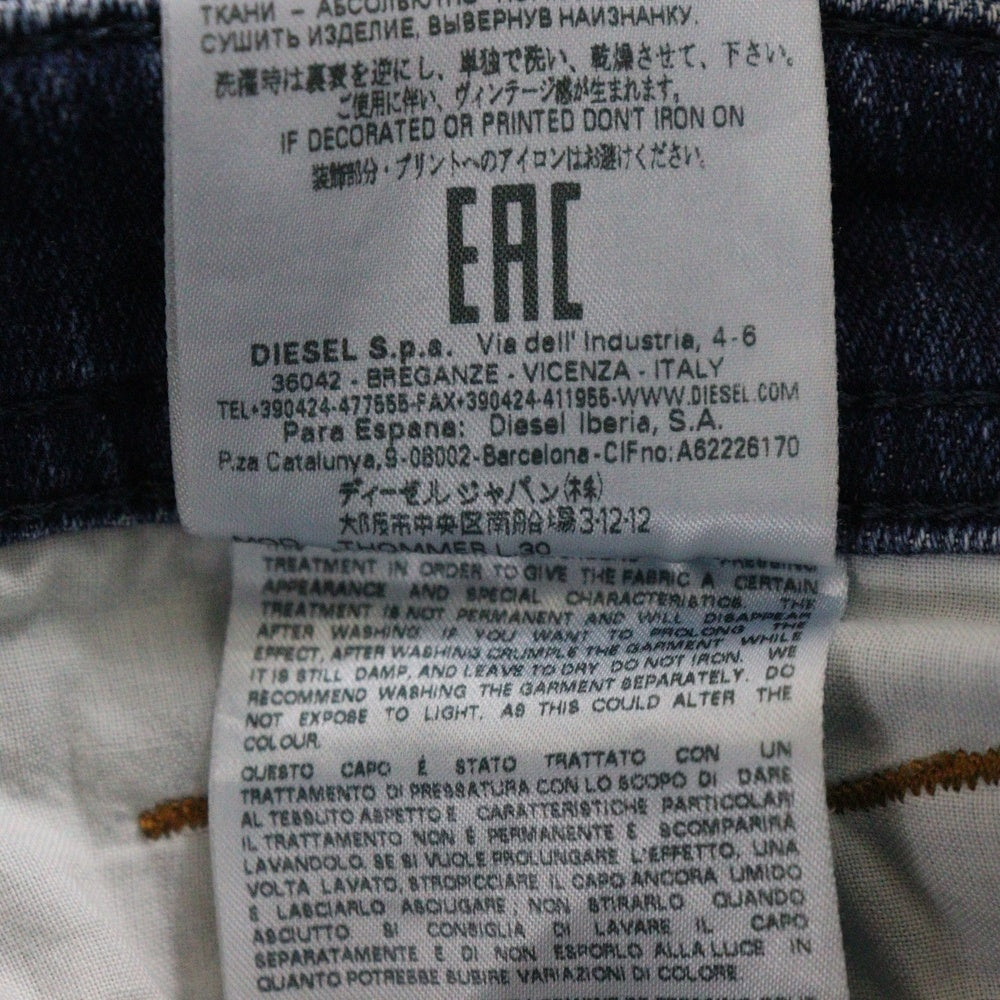 ТКАНИ – АБСОЛЮТНО
СУШИТЬ ИЗДЕЛИЕ, ВЫВЕРНУВ НАИЗНАНКУ.
洗濯時は裏裏を逆にし、単独で洗い、乾燥させて、下さい。
ご使用に伴い、ヴィンテージ感が生まれます。
IF DECORATED OR PRINTED DON'T IRON ON
装飾部分・プリントへのアイロンはお避けください。
EAC
DIESEL S.p.a. Via dell' Industria, 4-6
36042 - BREGANZE - VICENZA - ITALY
TEL+390424-477555-FAX+390424-411955-WWW.DIESEL.COM
Para Espana: Diesel Iberia, S.A.
P.za Catalunya,9-08002-Barcelona-CIFno:A62226170
ディーゼル ジャパン(株)
大阪市中央区南船場3-12-12
MOD. THOMMER L.30
PRESSING
TREATMENT IN ORDER TO GIVE THE FABRIC A CERTAIN
APPEARANCE AND SPECIAL CHARACTERISTICS. THE
TREATMENT IS NOT PERMANENT AND WILL DISAPPEAR
AFTER WASHING. IF YOU WANT TO PROLONG THE
EFFECT, AFTER WASHING CRUMPLE THE GARMENT WHILE
IT IS STILL DAMP, AND LEAVE TO DRY. DO NOT IRON. WE
RECOMMEND WASHING THE GARMENT SEPARATELY. DO
NOT EXPOSE TO LIGHT, AS THIS COULD ALTER THE
COLOUR.
QUESTO CAPO É STATO TRATTATO CON UN
TRATTAMENTO DI PRESSATURA CON LO SCOPO DI DARE
AL TESSUTO ASPETTO E CARATTERISTICHE PARTICOLARI
IL TRATTAMENTO NON É PERMANENTE E SCOMPARIRÁ
LAVANDOLO. SE SI VUOLE PROLUNGARE L'EFFETTO, UNA
VOLTA LAVATO, STROPICCIARE IL CAPO ANCORA UMIDO
E LASCIARLO ASCIUGARE, NON STIRARLO QUANDO
ASCIUTTO SI CONSIGLIA DI LAVARE IL CAPO
SEPARATAMENTE E DI NON ESPORLO ALLA LUCE IN
QUANTO POTREBBE SUBIRE VARIAZIONI DI COLORE.